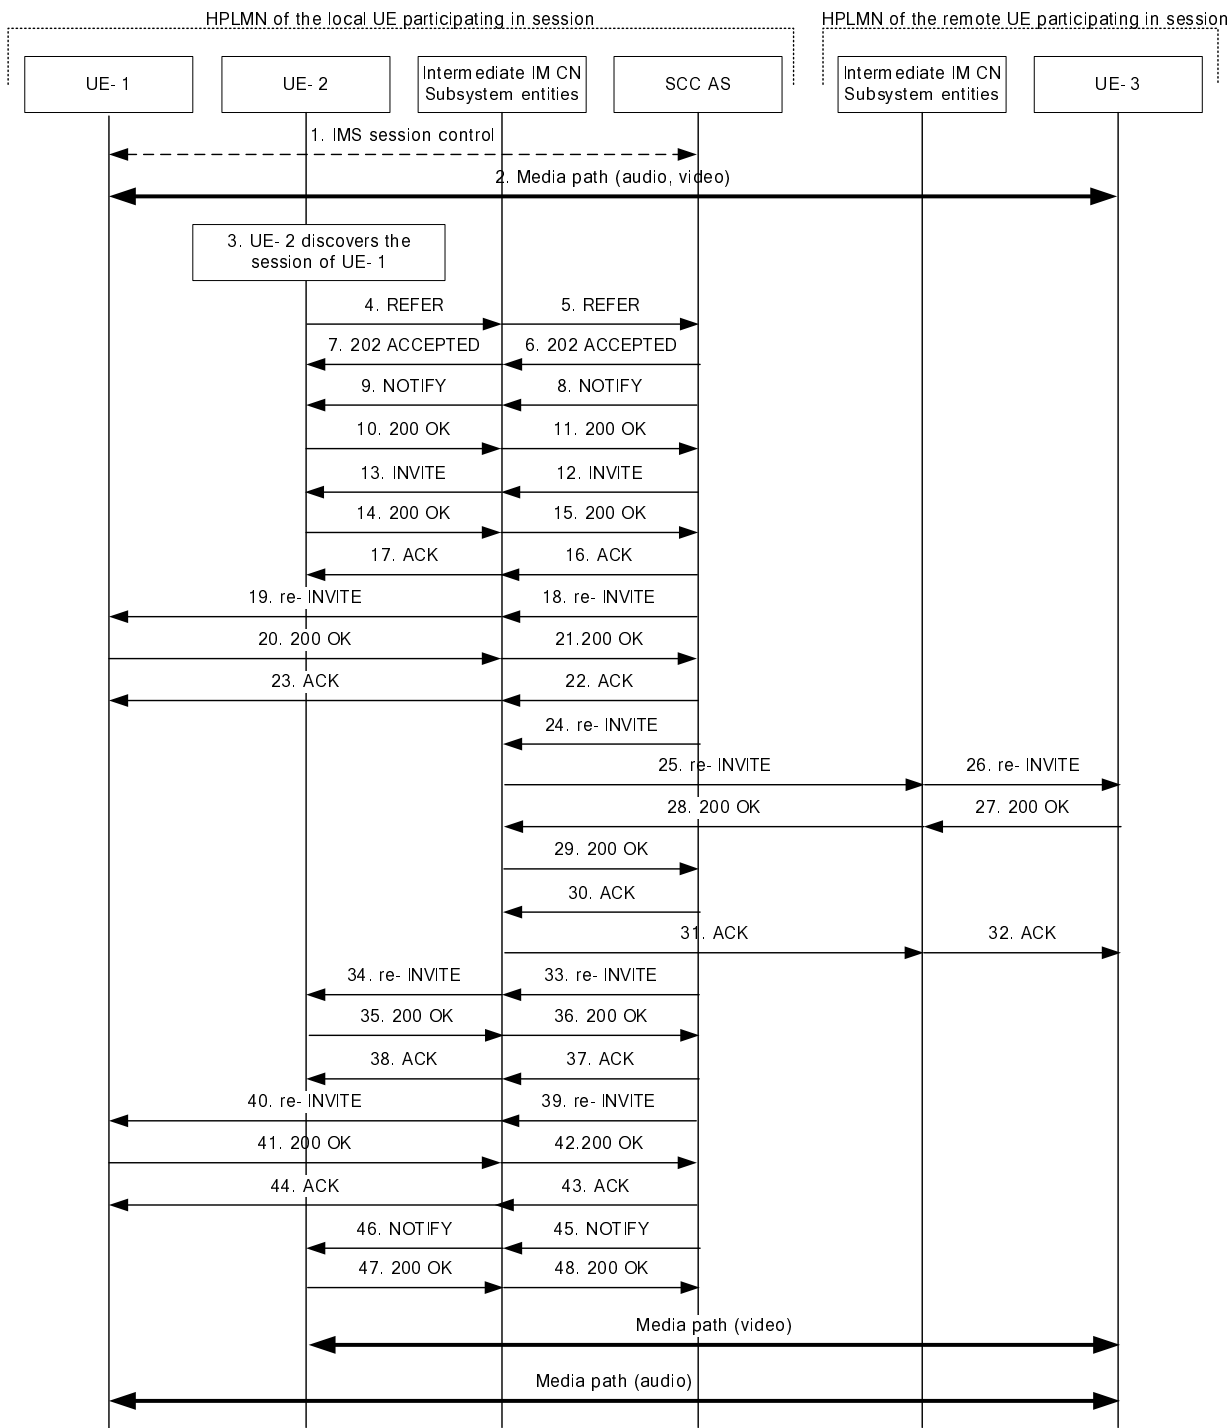 HPLMN of the local UE participating in session
HPLMN of the remote UE participating in session
UE- 1
UE- 2
Intermediate IM CN
Subsystem entities
SCC AS
Intermediate IM CN
Subsystem entities
UE- 3
1. IMS session control
2. Media path (audio, video)
3. UE- 2 discovers the
session of UE- 1
4. REFER
5. REFER
7. 202 ACCEPTED
6. 202 ACCEPTED
9. NOTIFY
8. NOTIFY
10. 200 OK
11. 200 OK
13. INVITE
12. INVITE
14. 200 OK
15. 200 OK
17. ACK
16. ACK
19. re- INVITE
18. re- INVITE
20. 200 OK
21.200 OK
23. ACK
22. ACK
24. re- INVITE
25. re- INVITE
26. re- INVITE
28. 200 OK
27. 200 OK
29. 200 OK
30. ACK
31. ACK
32. ACK
34. re- INVITE
33. re- INVITE
35. 200 OK
36. 200 OK
38. ACK
37. ACK
40. re- INVITE
39. re- INVITE
41. 200 OK
42.200 OK
44. ACK
43. ACK
46. NOTIFY
45. NOTIFY
47. 200 OK
48. 200 OK
Media path (video)
Media path (audio)